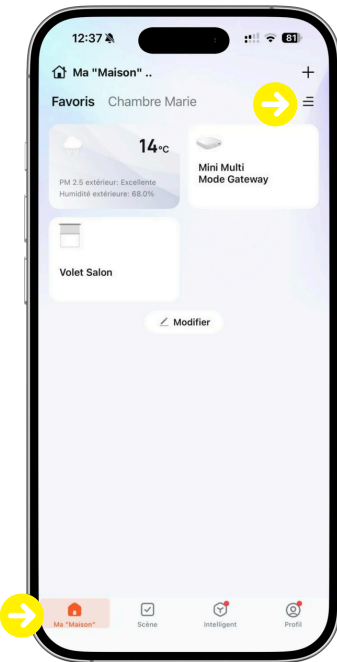 12:37
81
Ma "Maison" ..
Favoris Chambre Marie
14°C
PM 2.5 extérieur: Excellente
Humidité extérieure: 68.0%
Mini Multi
Mode Gateway
Volet Salon
Modifier
Ma "Maison"
Scène
Intelligent
Profil